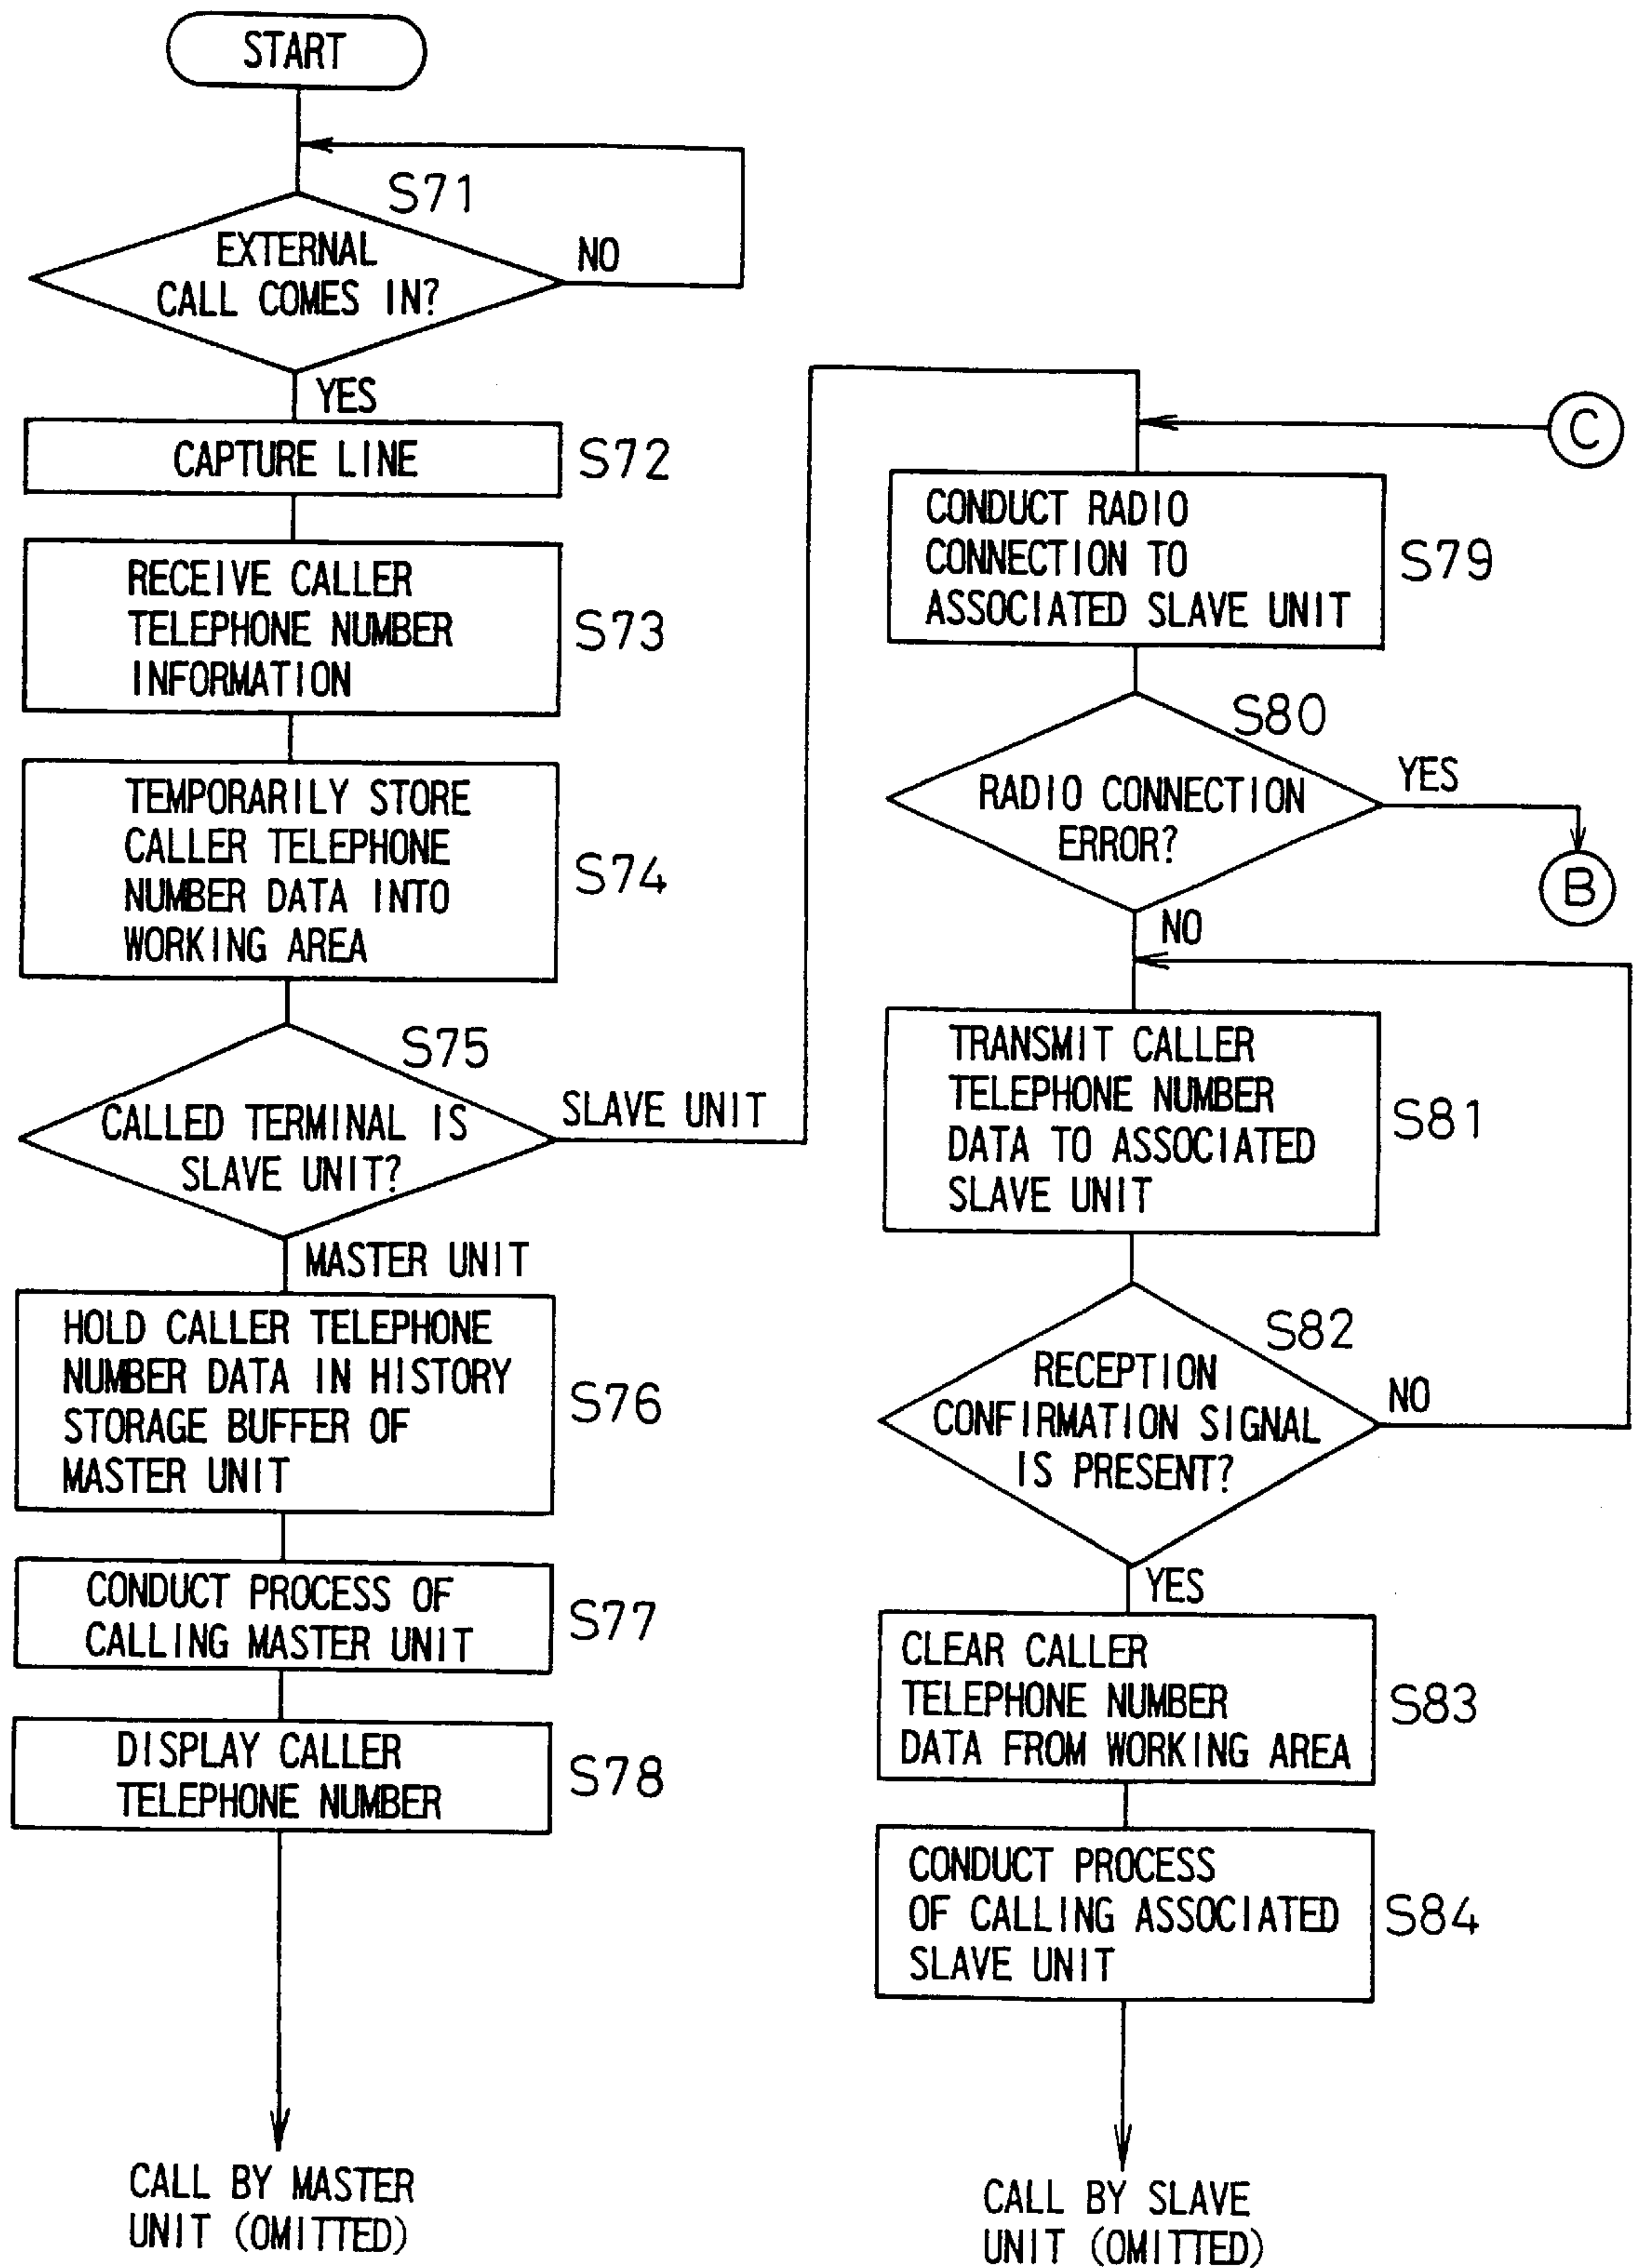 START
S71
EXTERNAL
CALL COMES IN?
NO
YES
CAPTURE LINE
S72
RECEIVE CALLER
TELEPHONE NUMBER
INFORMATION
S73
TEMPORARILY STORE
CALLER TELEPHONE
NUMBER DATA INTO
WORKING AREA
S74
S75
CALLED TERMINAL IS
SLAVE UNIT?
SLAVE UNIT
MASTER UNIT
HOLD CALLER TELEPHONE
NUMBER DATA IN HISTORY
STORAGE BUFFER OF
MASTER UNIT
S76
CONDUCT PROCESS OF
CALLING MASTER UNIT
S77
DISPLAY CALLER
TELEPHONE NUMBER
S78
CALL BY MASTER
UNIT (OMITTED)
C
CONDUCT RADIO
CONNECTION TO
ASSOCIATED SLAVE UNIT
S79
S80
RADIO CONNECTION
ERROR?
YES
B
NO
TRANSMIT CALLER
TELEPHONE NUMBER
DATA TO ASSOCIATED
SLAVE UNIT
S81
S82
RECEPTION
CONFIRMATION SIGNAL
IS PRESENT?
NO
YES
CLEAR CALLER
TELEPHONE NUMBER
DATA FROM WORKING AREA
S83
CONDUCT PROCESS
OF CALLING ASSOCIATED
SLAVE UNIT
S84
CALL BY SLAVE
UNIT (OMITTED)